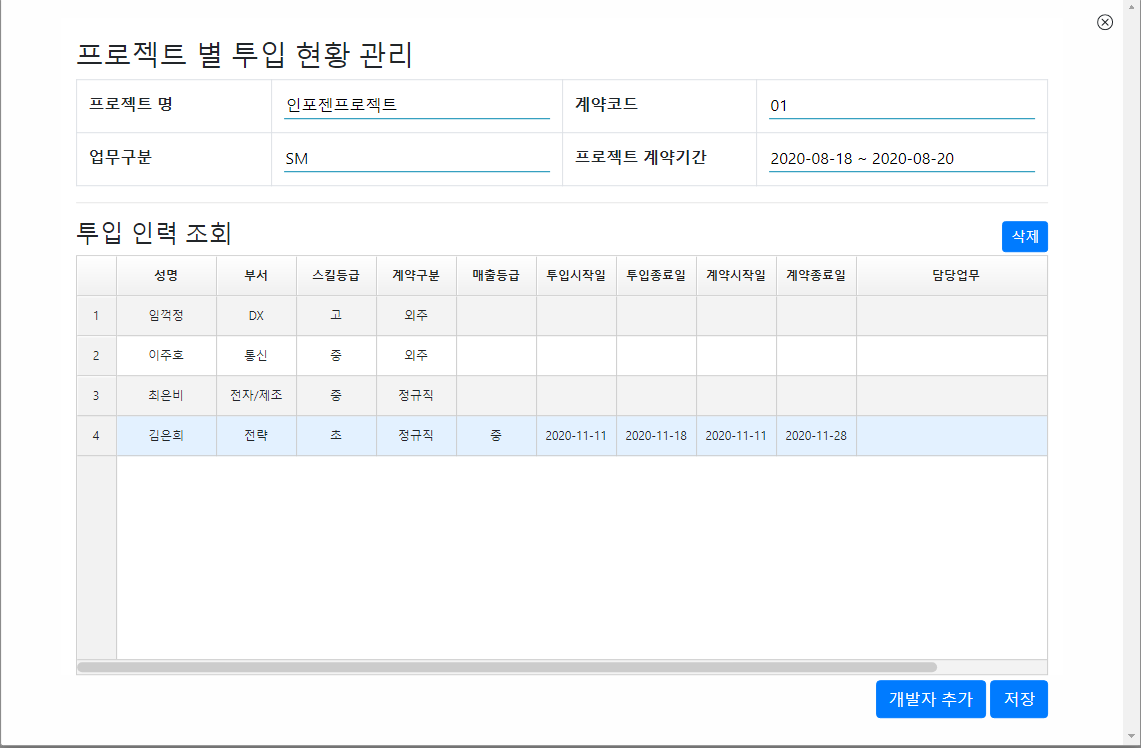 프로젝트 별 투입 현황 관리
프로젝트 명 인포젠프로젝트 계약코드 01
업무구분 SM 프로젝트 계약기간 2020-08-18 ~ 2020-08-20
투입 인력 조회 삭제
성명 부서 스킬등급 계약구분 매출등급 투입시작일 투입종료일 계약시작일 계약종료일 담당업무
1 임꺽정 DX 고 외주
2 이주호 통신 중 외주
3 최은비 전자/제조 중 정규직
4 김은희 전략 초 정규직 중 2020-11-11 2020-11-18 2020-11-11 2020-11-28
개발자 추가 저장